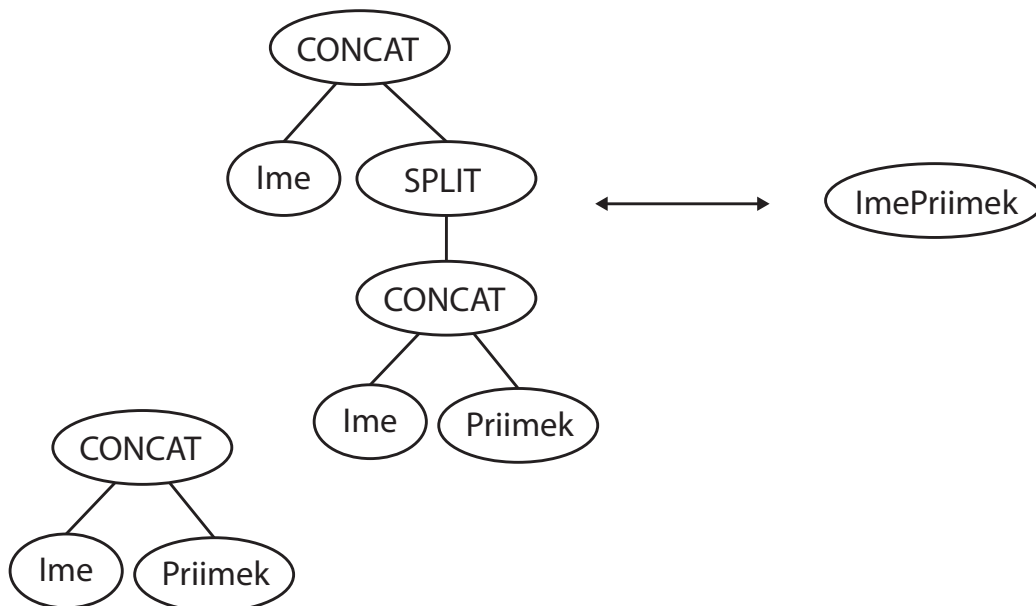 CONCAT
Ime
SPLIT
ImePriimek
CONCAT
Ime
Priimek
CONCAT
Ime
Priimek